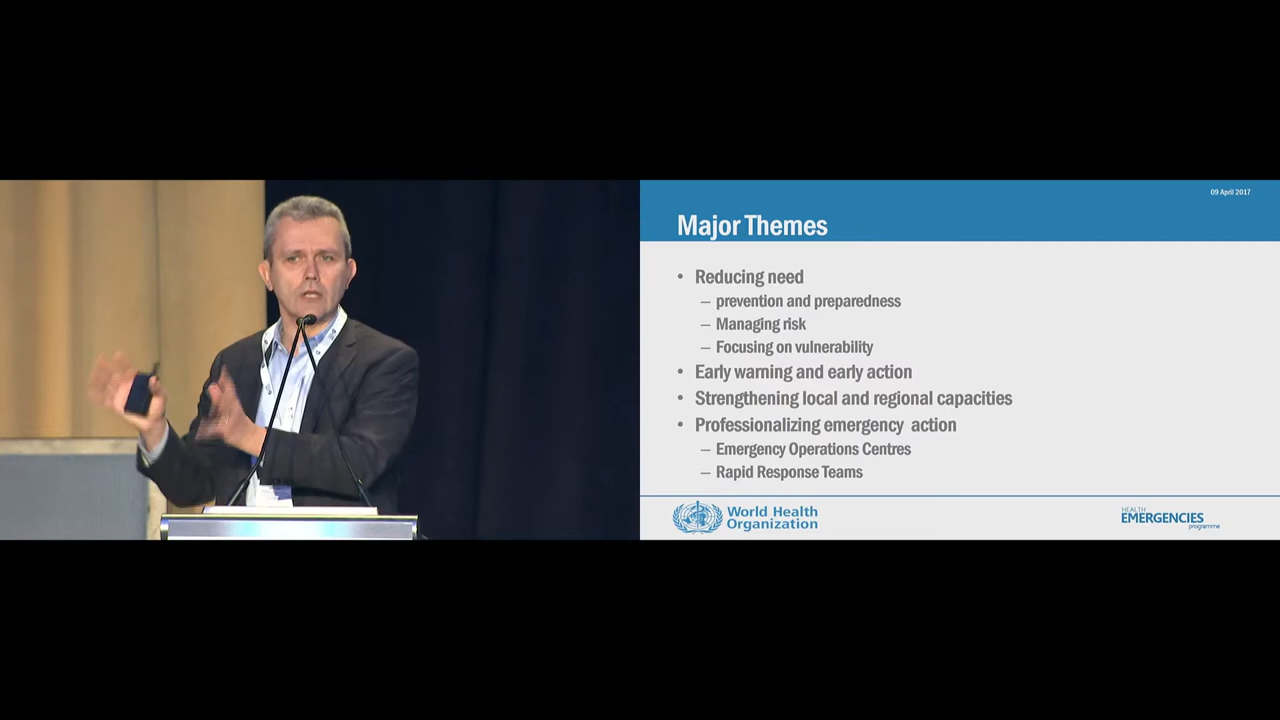 09 April 2017
Major Themes
• Reducing need
– prevention and preparedness
– Managing risk
– Focusing on vulnerability
• Early warning and early action
• Strengthening local and regional capacities
• Professionalizing emergency action
– Emergency Operations Centres
– Rapid Response Teams
World Health
Organization
HEALTH
EMERGENCIES
programme